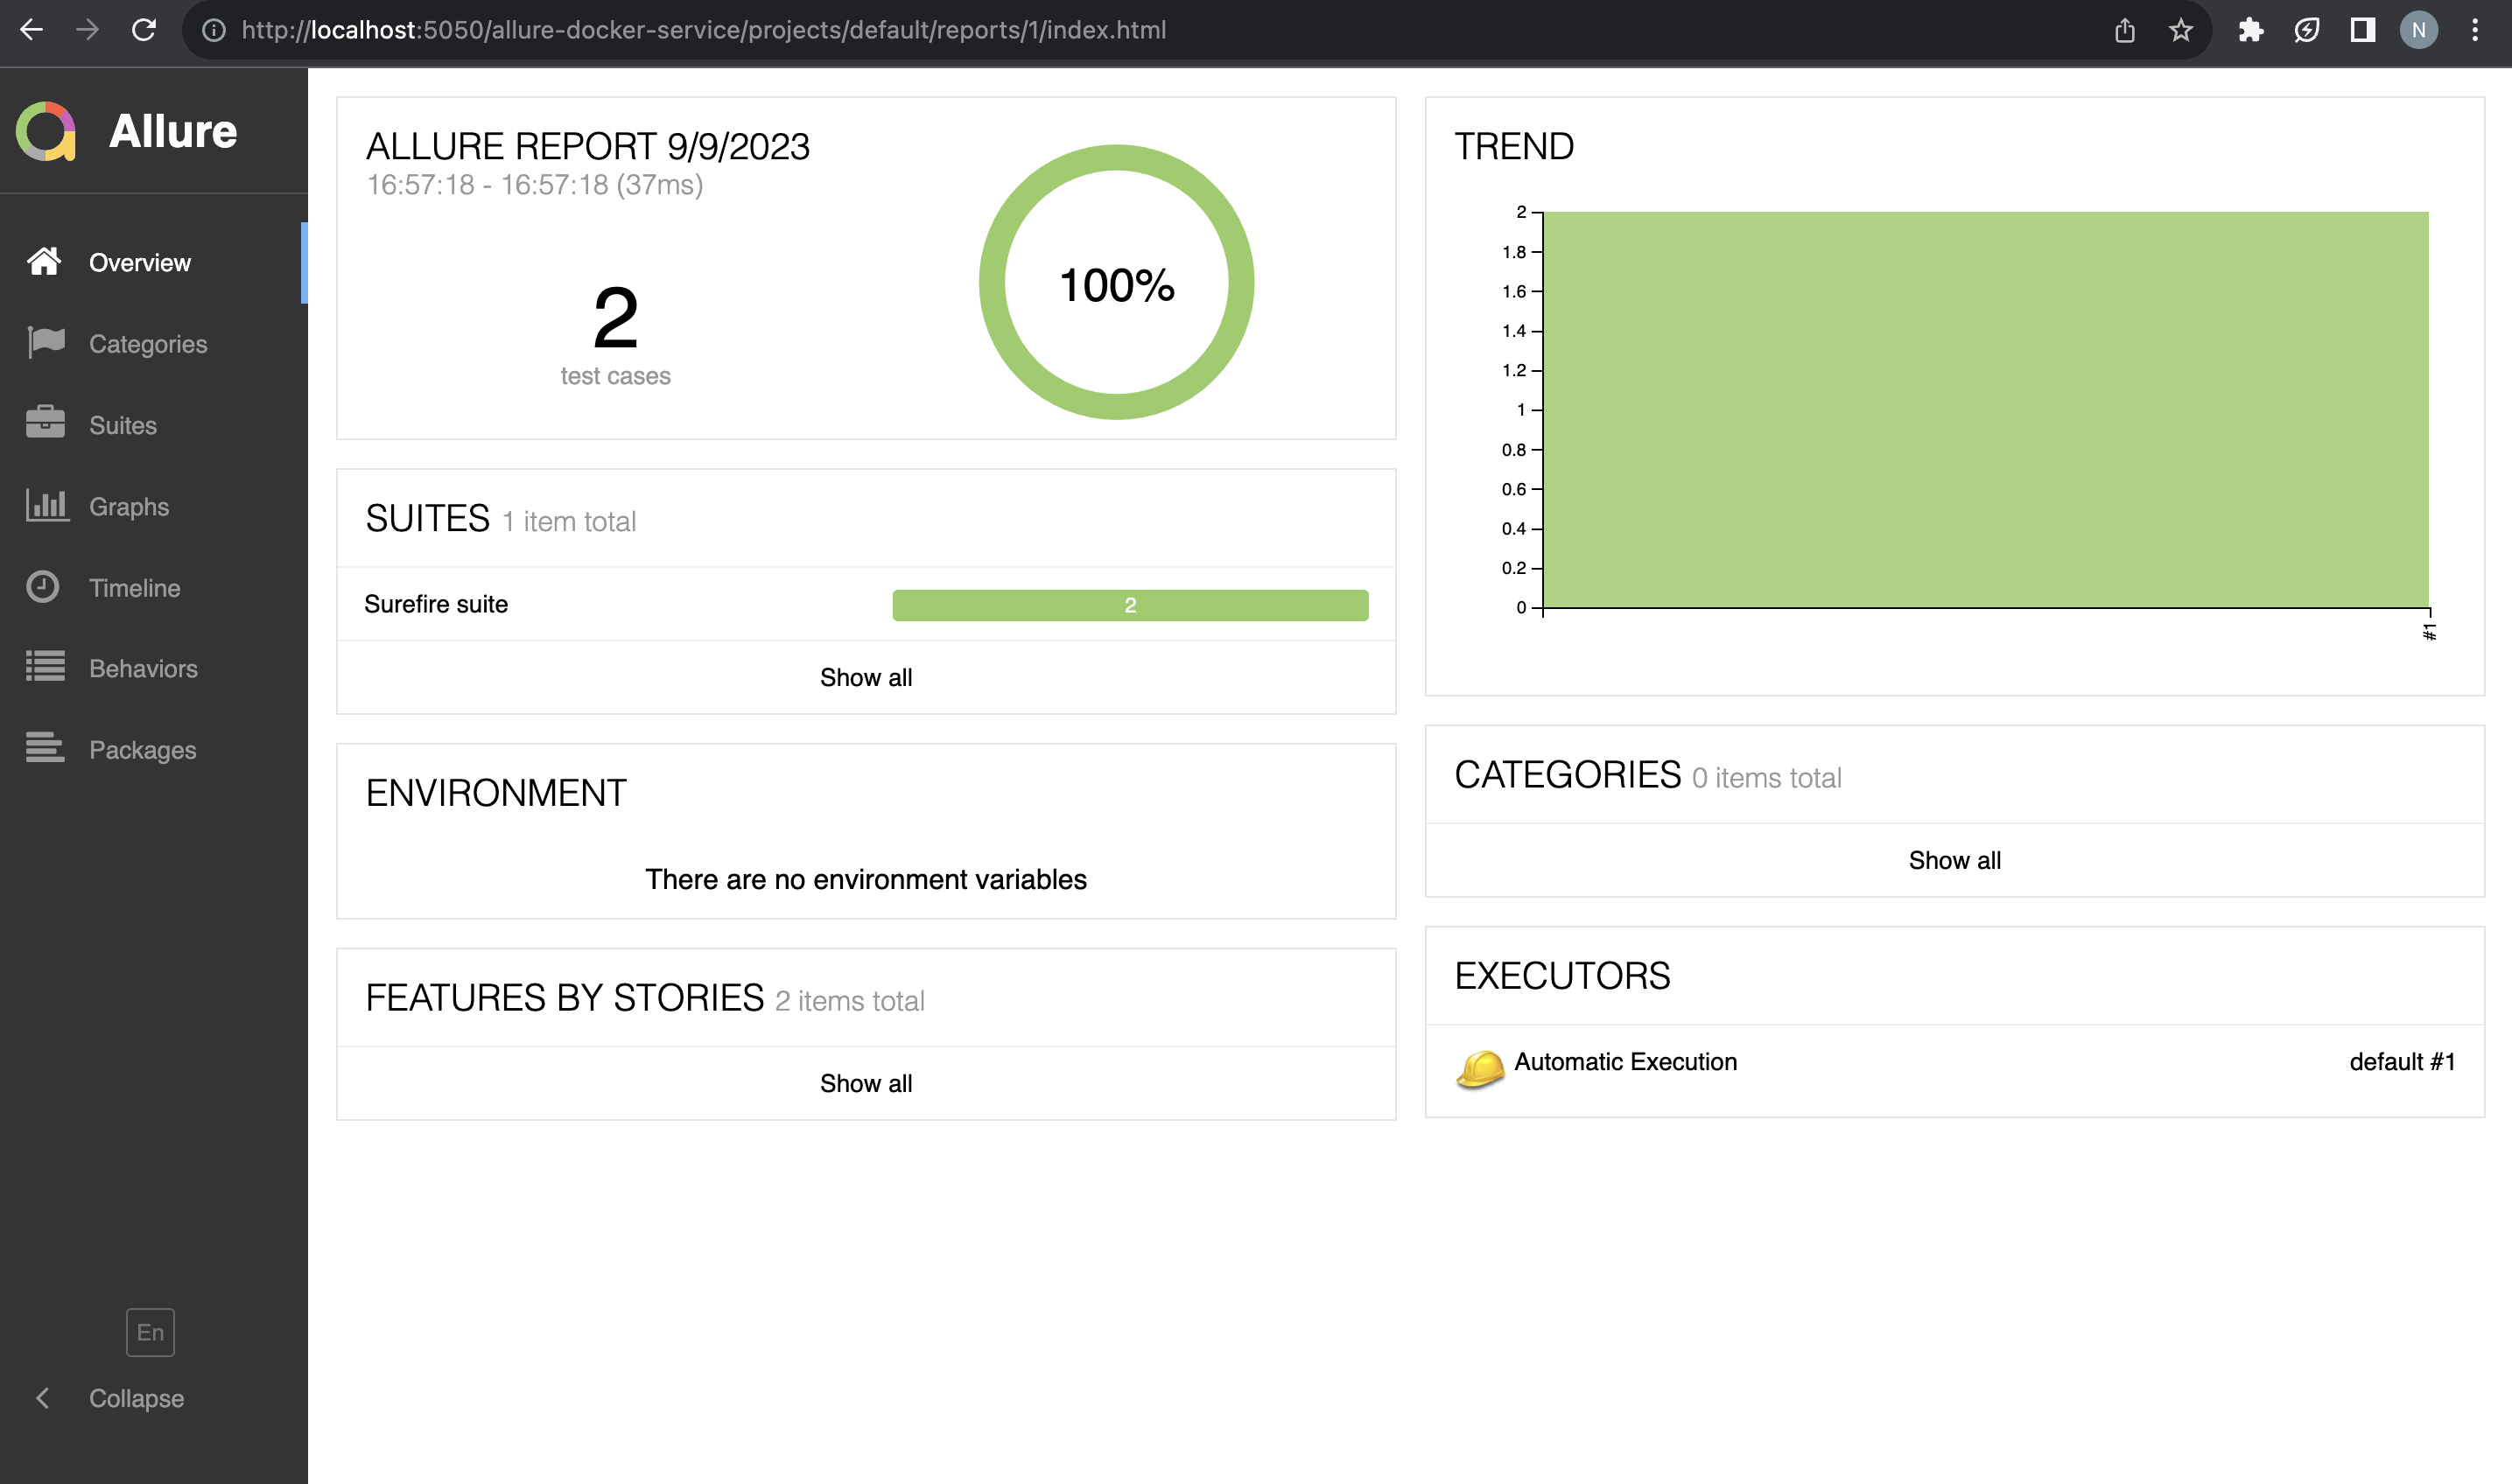 http://localhost:5050/allure-docker-service/projects/default/reports/1/index.html
N
Allure
Overview
Categories
Suites
Graphs
Timeline
Behaviors
Packages
En
Collapse
ALLURE REPORT 9/9/2023
16:57:18 - 16:57:18 (37ms)
2
test cases
100%
SUITES 1 item total
Surefire suite 2
Show all
ENVIRONMENT
There are no environment variables
FEATURES BY STORIES 2 items total
Show all
TREND
2
1.8
1.6
1.4
1.2
1
0.8
0.6
0.4
0.2
0
#1
CATEGORIES 0 items total
Show all
EXECUTORS
Automatic Execution default #1